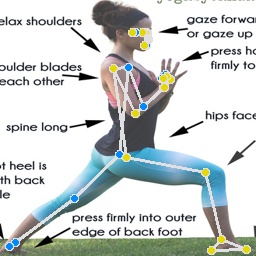 elax shoulders
gaze forwar
or gaze up
press h
firmly to
oulder blades
each other
spine long
hips face
ot heel is
th back
le
press firmly into outer
edge of back foot